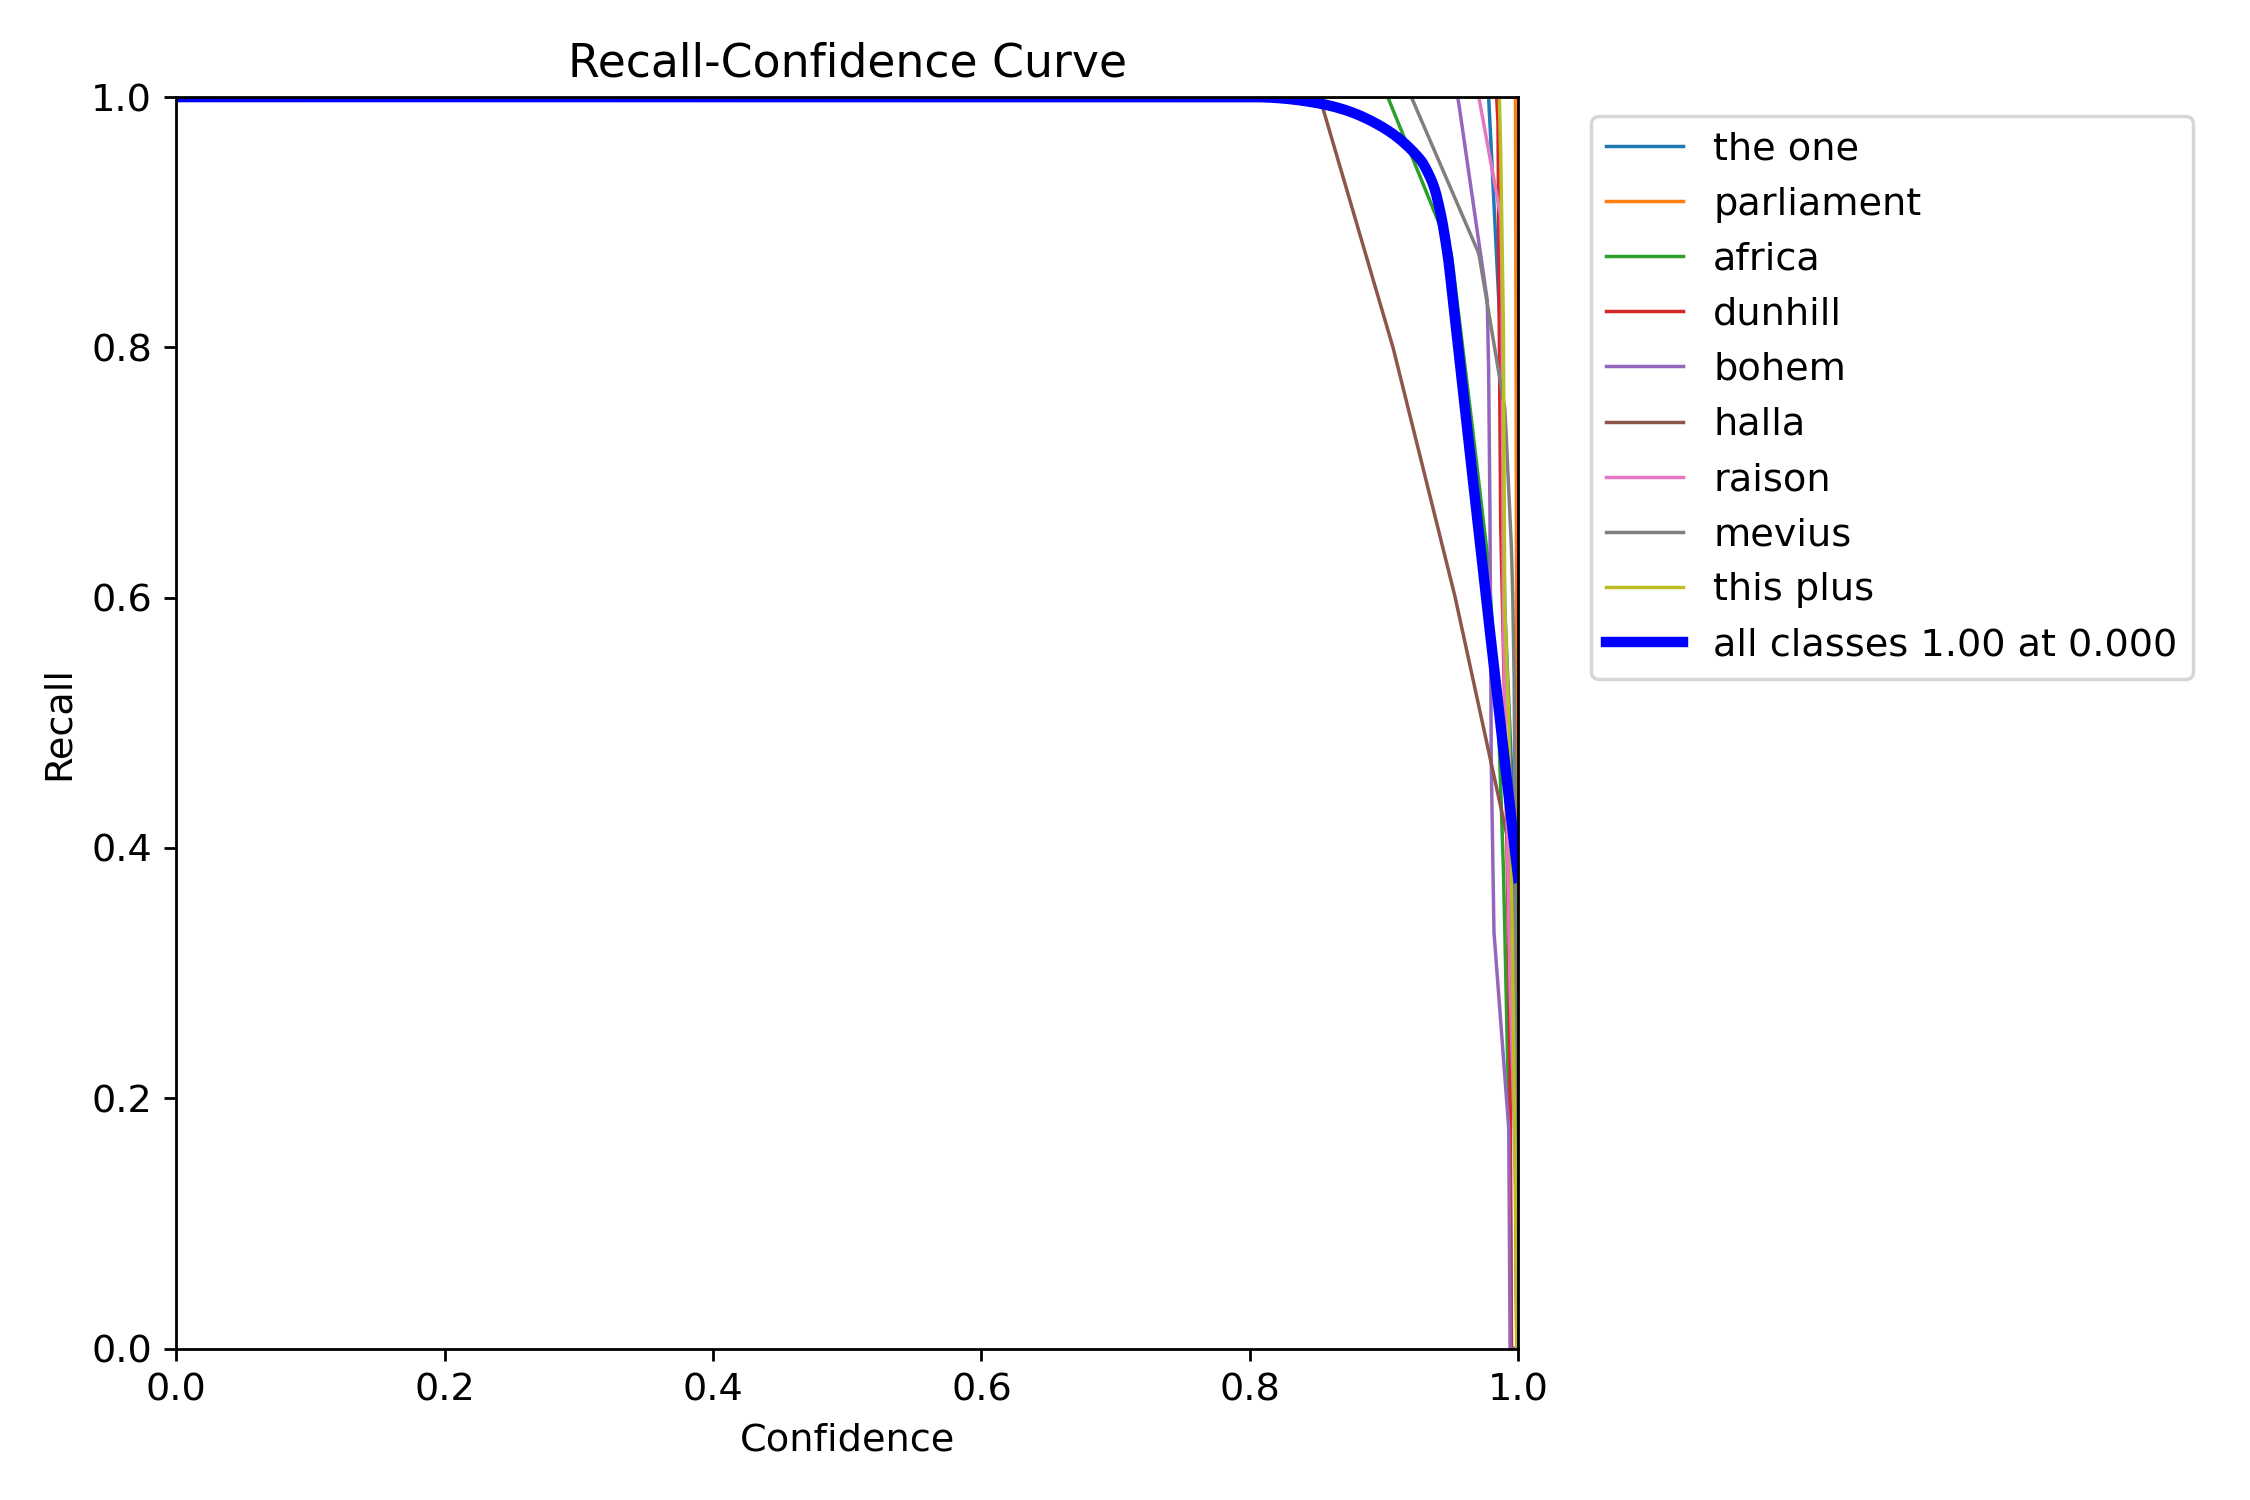 Recall-Confidence Curve
1.0
0.8
0.6
0.4
0.2
0.0
Recall
0.0 0.2 0.4 0.6 0.8 1.0
Confidence
the one
parliament
africa
dunhill
bohem
halla
raison
mevius
this plus
all classes 1.00 at 0.000